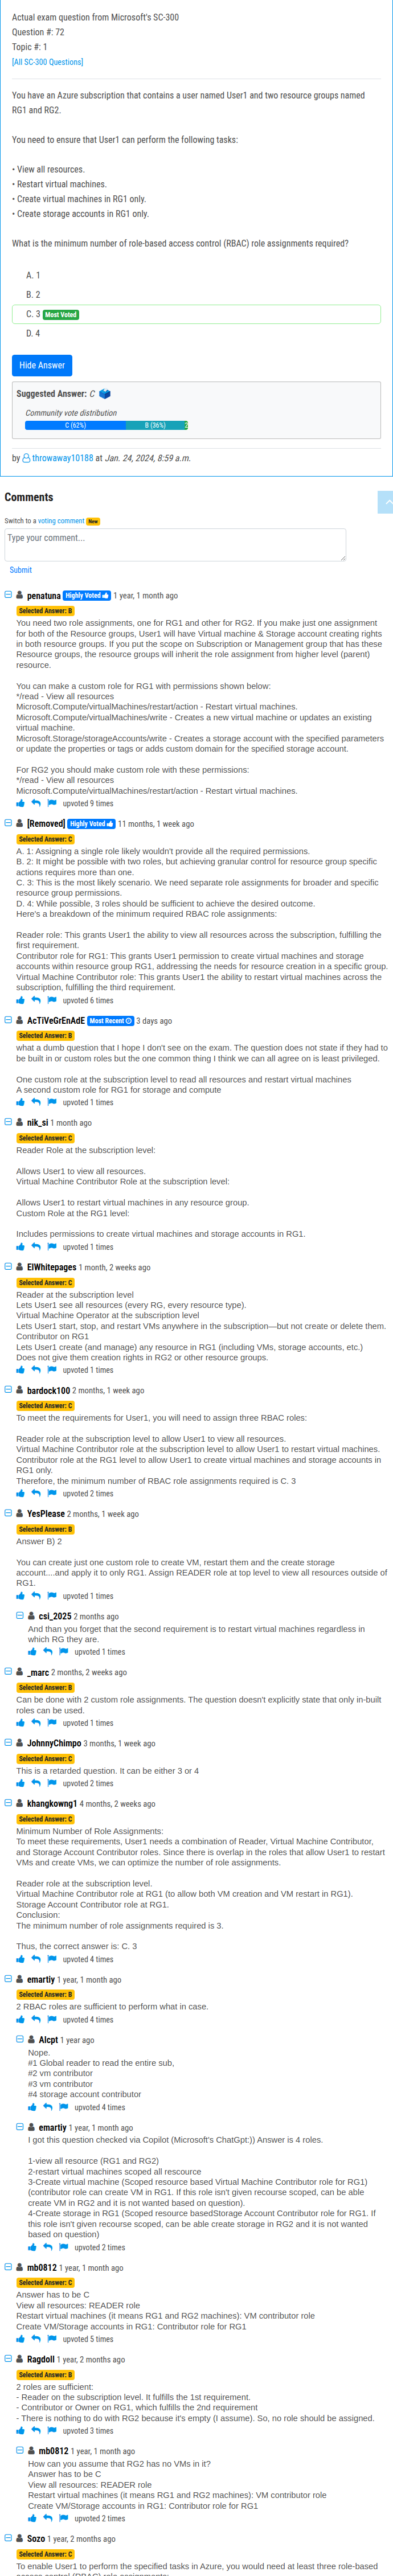 Actual exam question from Microsoft's SC-300
Question #: 72
Topic #: 1
[All SC-300 Questions]
You have an Azure subscription that contains a user named User1 and two resource groups named
RG1 and RG2.
You need to ensure that User1 can perform the following tasks:
• View all resources.
• Restart virtual machines.
• Create virtual machines in RG1 only.
• Create storage accounts in RG1 only.
What is the minimum number of role-based access control (RBAC) role assignments required?
A. 1
B. 2
C. 3 Most Voted
D. 4
Hide Answer
Suggested Answer: C
Community vote distribution
C (62%) B (36%)
by throwaway10188 at Jan. 24, 2024, 8:59 a.m.
Comments
Switch to a voting comment New
Type your comment...
Submit
penatuna Highly Voted 1 year, 1 month ago
Selected Answer: B
You need two role assignments, one for RG1 and other for RG2. If you make just one assignment
for both of the Resource groups, User1 will have Virtual machine & Storage account creating rights
in both resource groups. If you put the scope on Subscription or Management group that has these
Resource groups, the resource groups will inherit the role assignment from higher level (parent)
resource.
You can make a custom role for RG1 with permissions shown below:
*/read - View all resources
Microsoft.Compute/virtualMachines/restart/action - Restart virtual machines.
Microsoft.Compute/virtualMachines/write - Creates a new virtual machine or updates an existing
virtual machine.
Microsoft.Storage/storageAccounts/write - Creates a storage account with the specified parameters
or update the properties or tags or adds custom domain for the specified storage account.
For RG2 you should make custom role with these permissions:
*/read - View all resources
Microsoft.Compute/virtualMachines/restart/action - Restart virtual machines.
upvoted 9 times
[Removed] Highly Voted 11 months, 1 week ago
Selected Answer: C
A. 1: Assigning a single role likely wouldn't provide all the required permissions.
B. 2: It might be possible with two roles, but achieving granular control for resource group specific
actions requires more than one.
C. 3: This is the most likely scenario. We need separate role assignments for broader and specific
resource group permissions.
D. 4: While possible, 3 roles should be sufficient to achieve the desired outcome.
Here's a breakdown of the minimum required RBAC role assignments:
Reader role: This grants User1 the ability to view all resources across the subscription, fulfilling the
first requirement.
Contributor role for RG1: This grants User1 permission to create virtual machines and storage
accounts within resource group RG1, addressing the needs for resource creation in a specific group.
Virtual Machine Contributor role: This grants User1 the ability to restart virtual machines across the
subscription, fulfilling the third requirement.
upvoted 6 times
AcTiVeGrEnAdE Most Recent 3 days ago
Selected Answer: B
what a dumb question that I hope I don't see on the exam. The question does not state if they had to
be built in or custom roles but the one common thing I think we can all agree on is least privileged.
One custom role at the subscription level to read all resources and restart virtual machines
A second custom role for RG1 for storage and compute
upvoted 1 times
nik_si 1 month ago
Selected Answer: C
Reader Role at the subscription level:
Allows User1 to view all resources.
Virtual Machine Contributor Role at the subscription level:
Allows User1 to restart virtual machines in any resource group.
Custom Role at the RG1 level:
Includes permissions to create virtual machines and storage accounts in RG1.
upvoted 1 times
ElWhitepages 1 month, 2 weeks ago
Selected Answer: C
Reader at the subscription level
Lets User1 see all resources (every RG, every resource type).
Virtual Machine Operator at the subscription level
Lets User1 start, stop, and restart VMs anywhere in the subscription—but not create or delete them.
Contributor on RG1
Lets User1 create (and manage) any resource in RG1 (including VMs, storage accounts, etc.)
Does not give them creation rights in RG2 or other resource groups.
upvoted 1 times
bardock100 2 months, 1 week ago
Selected Answer: C
To meet the requirements for User1, you will need to assign three RBAC roles:
Reader role at the subscription level to allow User1 to view all resources.
Virtual Machine Contributor role at the subscription level to allow User1 to restart virtual machines.
Contributor role at the RG1 level to allow User1 to create virtual machines and storage accounts in
RG1 only.
Therefore, the minimum number of RBAC role assignments required is C. 3
upvoted 2 times
YesPlease 2 months, 1 week ago
Selected Answer: B
Answer B) 2
You can create just one custom role to create VM, restart them and the create storage
account....and apply it to only RG1. Assign READER role at top level to view all resources outside of
RG1.
upvoted 1 times
csi_2025 2 months ago
And than you forget that the second requirement is to restart virtual machines regardless in
which RG they are.
upvoted 1 times
_marc 2 months, 2 weeks ago
Selected Answer: B
Can be done with 2 custom role assignments. The question doesn't explicitly state that only in-built
roles can be used.
upvoted 1 times
JohnnyChimpo 3 months, 1 week ago
Selected Answer: C
This is a retarded question. It can be either 3 or 4
upvoted 2 times
khangkowng1 4 months, 2 weeks ago
Selected Answer: C
Minimum Number of Role Assignments:
To meet these requirements, User1 needs a combination of Reader, Virtual Machine Contributor,
and Storage Account Contributor roles. Since there is overlap in the roles that allow User1 to restart
VMs and create VMs, we can optimize the number of role assignments.
Reader role at the subscription level.
Virtual Machine Contributor role at RG1 (to allow both VM creation and VM restart in RG1).
Storage Account Contributor role at RG1.
Conclusion:
The minimum number of role assignments required is 3.
Thus, the correct answer is: C. 3
upvoted 4 times
emartiy 1 year, 1 month ago
Selected Answer: B
2 RBAC roles are sufficient to perform what in case.
upvoted 4 times
Alcpt 1 year ago
Nope.
#1 Global reader to read the entire sub,
#2 vm contributor
#3 vm contributor
#4 storage account contributor
upvoted 4 times
emartiy 1 year, 1 month ago
I got this question checked via Copilot (Microsoft's ChatGpt:)) Answer is 4 roles.
1-view all resource (RG1 and RG2)
2-restart virtual machines scoped all rescource
3-Create virtual machine (Scoped resource based Virtual Machine Contributor role for RG1)
(contributor role can create VM in RG1. If this role isn't given recourse scoped, can be able
create VM in RG2 and it is not wanted based on question).
4-Create storage in RG1 (Scoped resource basedStorage Account Contributor role for RG1. If
this role isn't given recourse scoped, can be able create storage in RG2 and it is not wanted
based on question)
upvoted 2 times
mb0812 1 year, 1 month ago
Selected Answer: C
Answer has to be C
View all resources: READER role
Restart virtual machines (it means RG1 and RG2 machines): VM contributor role
Create VM/Storage accounts in RG1: Contributor role for RG1
upvoted 5 times
Ragdoll 1 year, 2 months ago
Selected Answer: B
2 roles are sufficient:
- Reader on the subscription level. It fulfills the 1st requirement.
- Contributor or Owner on RG1, which fulfills the 2nd requirement
- There is nothing to do with RG2 because it's empty (I assume). So, no role should be assigned.
upvoted 3 times
mb0812 1 year, 1 month ago
How can you assume that RG2 has no VMs in it?
Answer has to be C
View all resources: READER role
Restart virtual machines (it means RG1 and RG2 machines): VM contributor role
Create VM/Storage accounts in RG1: Contributor role for RG1
upvoted 2 times
Sozo 1 year, 2 months ago
Selected Answer: C
To enable User1 to perform the specified tasks in Azure, you would need at least three role-based